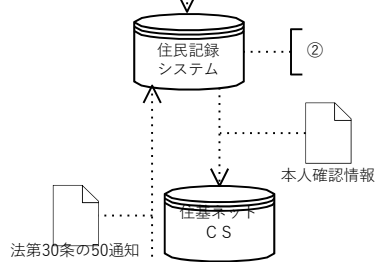 住民記録
システム
②
本人確認情報
住基ネット
ＣＳ
法第30条の50通知